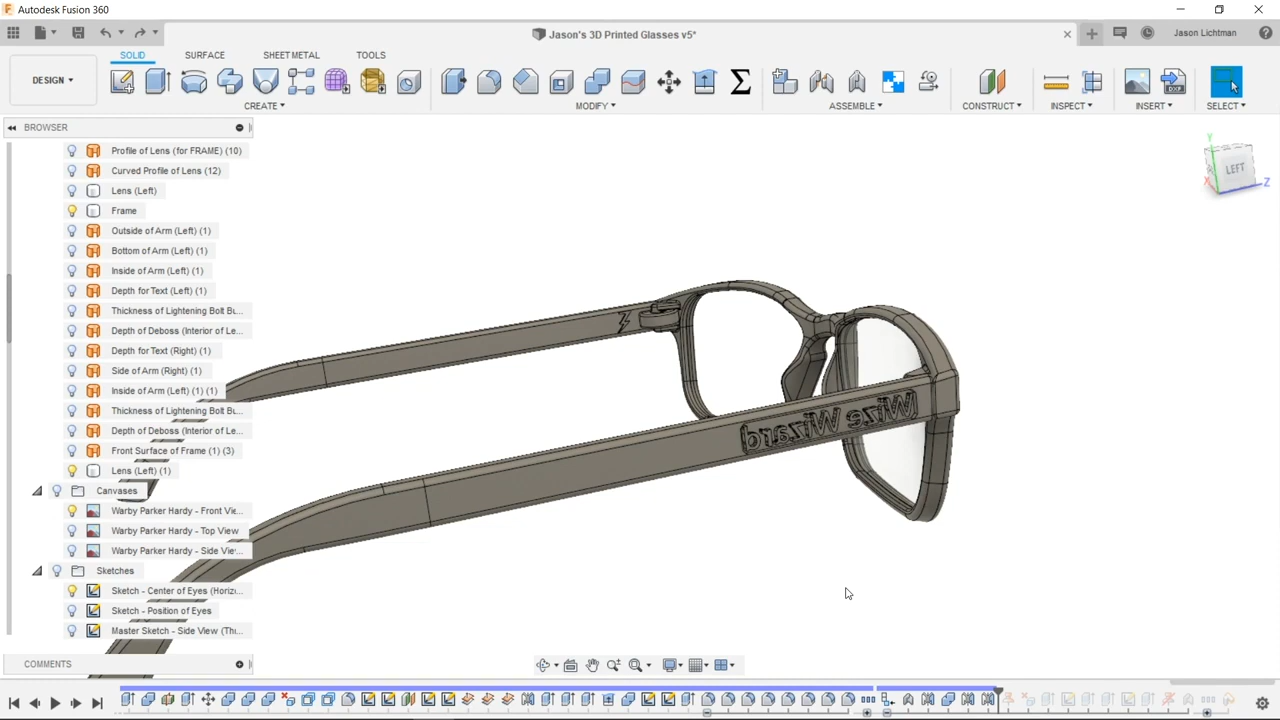 Autodesk Fusion 360
Jason's 3D Printed Glasses v5*
Jason Lichtman
DESIGN
SOLID SURFACE SHEET METAL TOOLS
CREATE MODIFY ASSEMBLE CONSTRUCT INSPECT INSERT SELECT
BROWSER
Profile of Lens (for FRAME) (10)
Curved Profile of Lens (12)
Lens (Left)
Frame
Outside of Arm (Left) (1)
Bottom of Arm (Left) (1)
Inside of Arm (Left) (1)
Depth for Text (Left) (1)
Thickness of Lightening Bolt Bu...
Depth of Deboss (Interior of Le...
Depth for Text (Right) (1)
Side of Arm (Right) (1)
Inside of Arm (Left) (1) (1)
Thickness of Lightening Bolt Bu...
Depth of Deboss (Interior of Le...
Front Surface of Frame (1) (3)
Lens (Left) (1)
Canvases
Warby Parker Hardy - Front Vie...
Warby Parker Hardy - Top View
Warby Parker Hardy - Side Vie...
Sketches
Sketch - Center of Eyes (Horiz...
Sketch - Position of Eyes
Master Sketch - Side View (Thi...
COMMENTS
Y
LEFT
X
Z
Wize Wizard